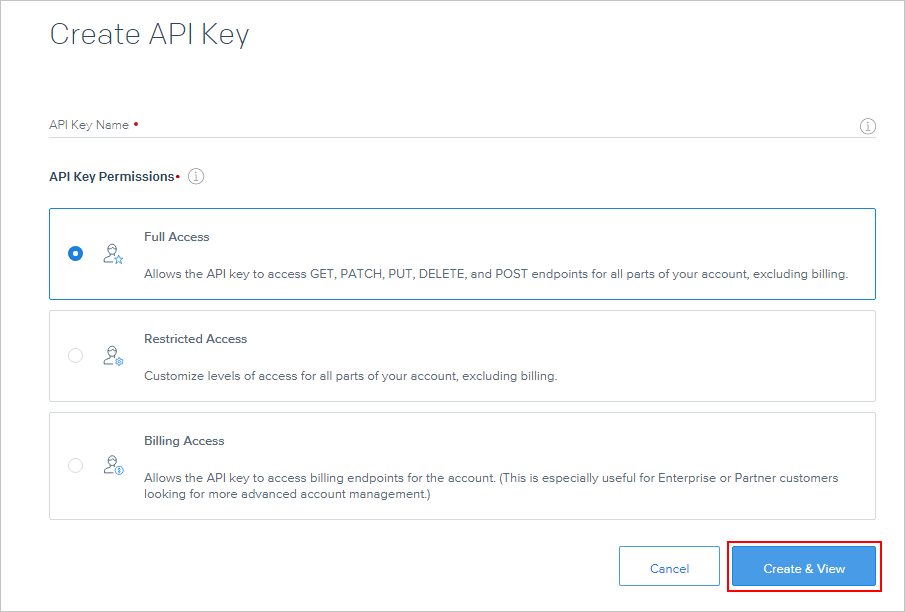 Create API Key
API Key Name •
API Key Permissions•
Full Access
Allows the API key to access GET, PATCH, PUT, DELETE, and POST endpoints for all parts of your account, excluding billing.
Restricted Access
Customize levels of access for all parts of your account, excluding billing.
Billing Access
Allows the API key to access billing endpoints for the account. (This is especially useful for Enterprise or Partner customers
looking for more advanced account management.)
Cancel
Create & View